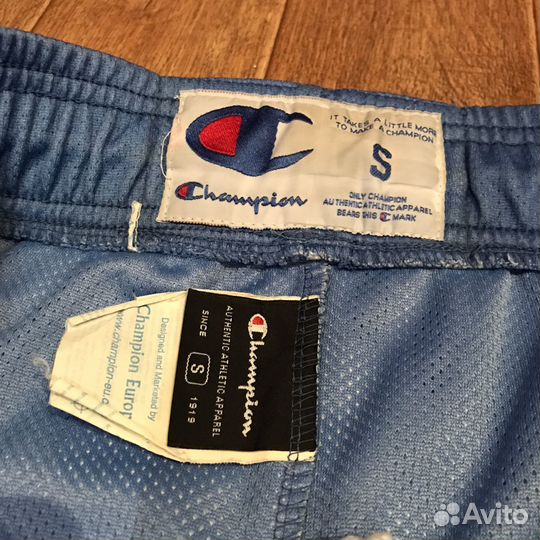 IT TAKES A LITTLE MORE
TO MAKE A CHAMPION
S
Champion
ONLY CHAMPION
AUTHENTIC ATHLETIC APPAREL
BEARS THIS C MARK
Champion
AUTHENTIC ATHLETIC APPAREL
SINCE S 1919
Designed and Marketed by
Champion Europ
www.champion-eu.c
Avito